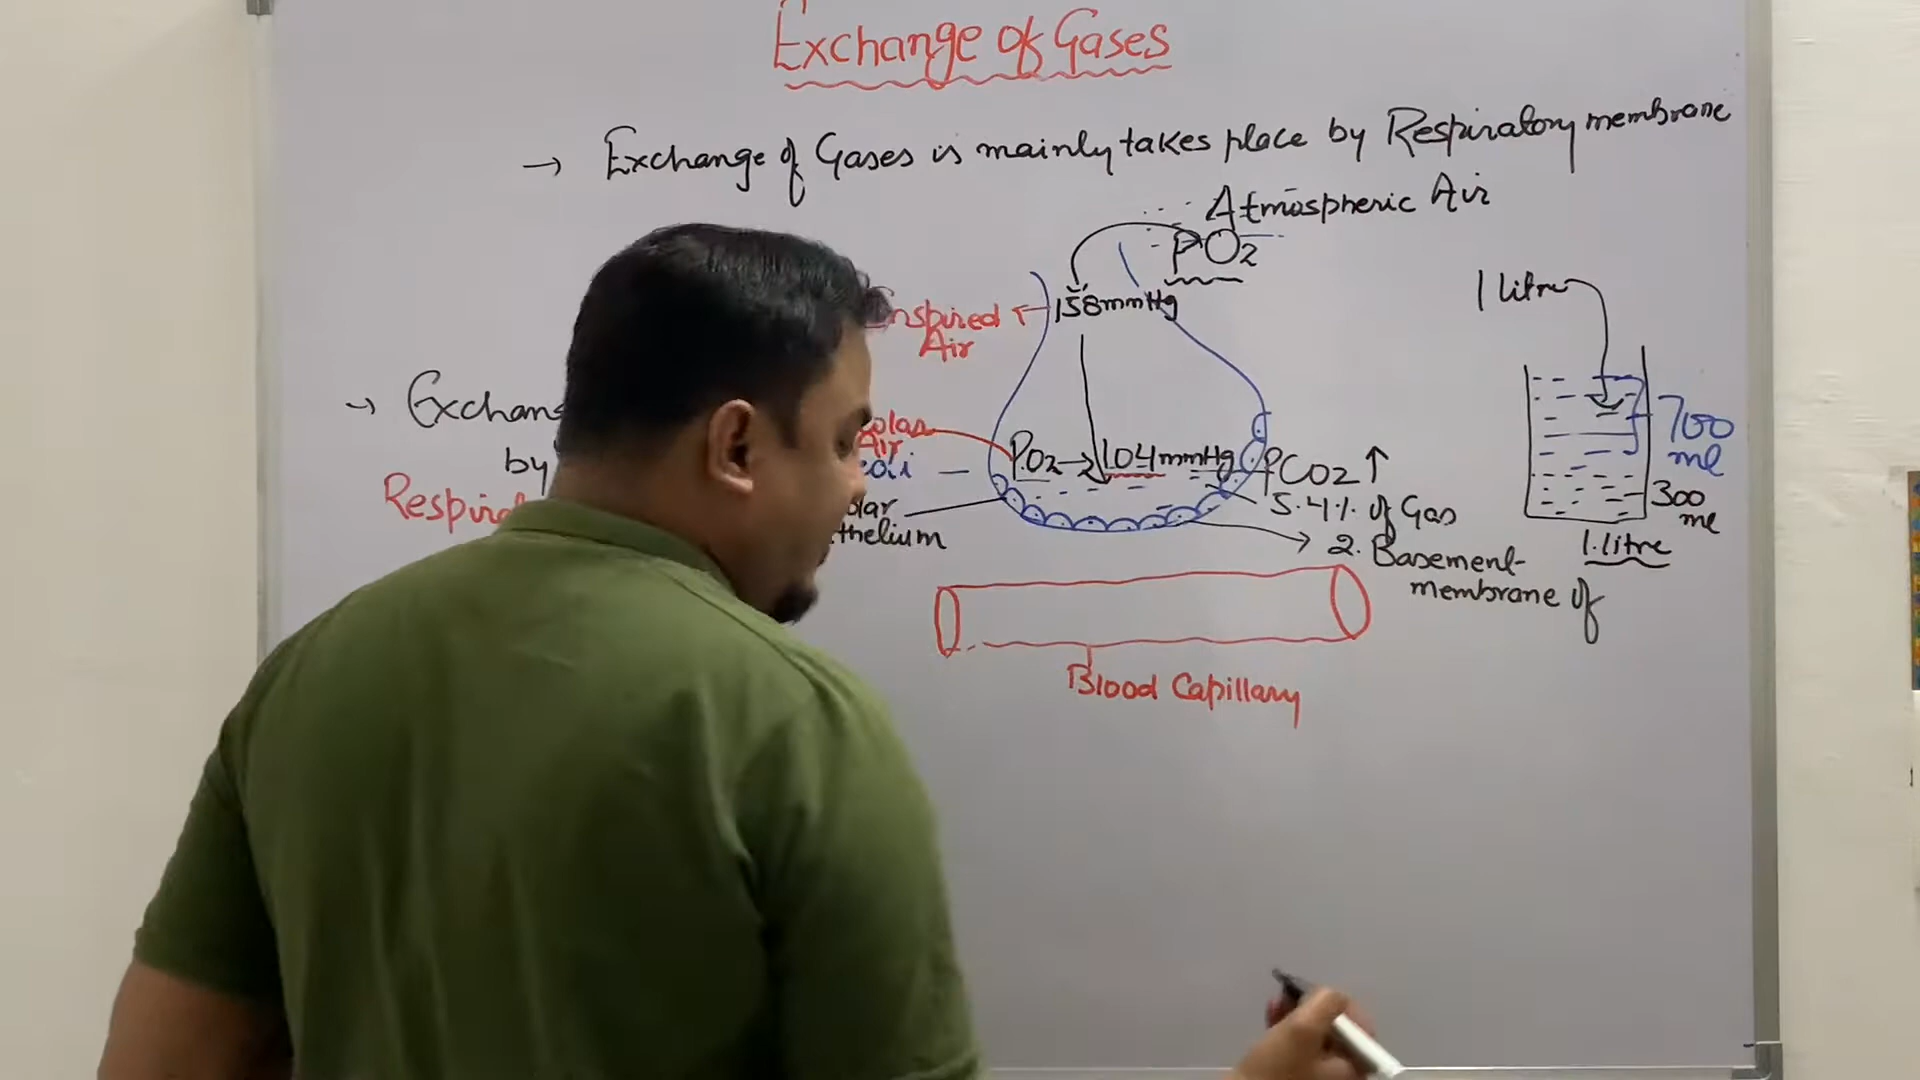 Exchange of Gases
→ Exchange of Gases is mainly takes place by Respiratory membrane
Atmospheric Air
PO2
158mmHg
Inspired
Air
1 litre
→
by
Air
PO2 → 104mmHg
PCO2 ↑
5.4% of Gas
700
ml
300
ml
1.litre
2. Basement
membrane of
Blood Capillary